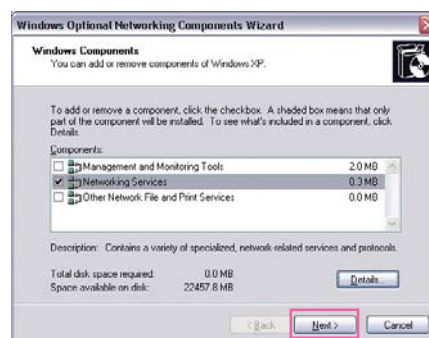 Windows Optional Networking Components Wizard
Windows Components
You can add or remove components of Windows XP.
To add or remove a component, click the checkbox. A shaded box means that only
part of the component will be installed. To see what's included in a component, click
Details.
Components:
Management and Monitoring Tools 2.0 MB
Networking Services 0.3 MB
Other Network File and Print Services 0.0 MB
Description: Contains a variety of specialized, network-related services and protocols.
Total disk space required: 0.0 MB
Space available on disk: 22457.8 MB
Details...
< Back Next > Cancel